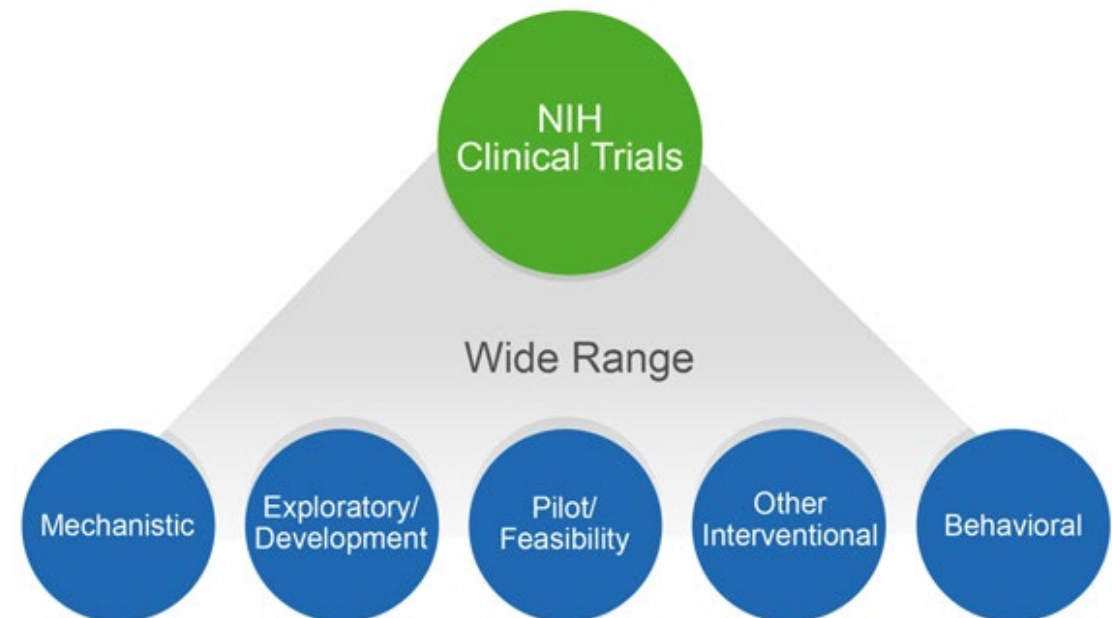 NIH
Clinical Trials
Wide Range
Mechanistic
Exploratory/
Development
Pilot/
Feasibility
Other
Interventional
Behavioral